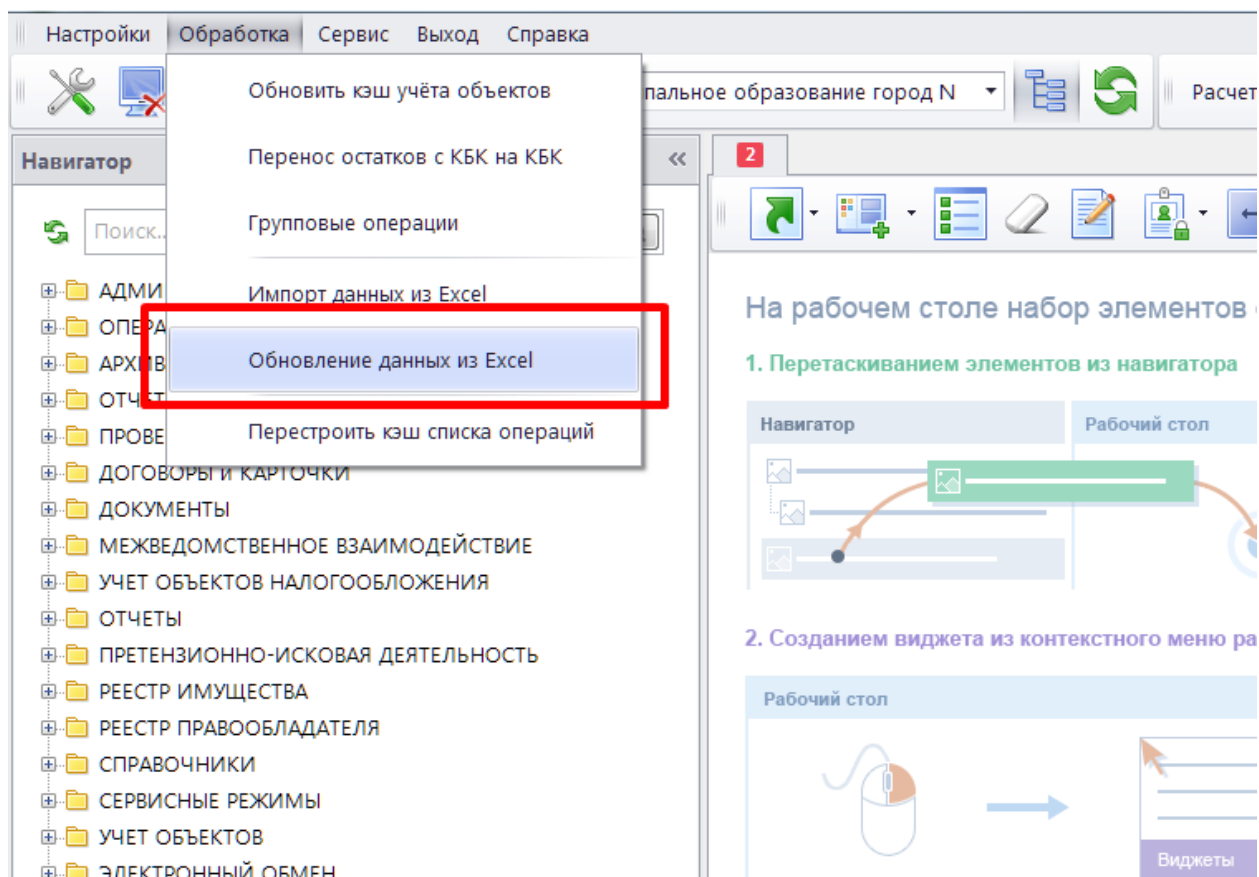 Настройки Обработка Сервис Выход Справка
Обновить кэш учёта объектов
пальное образование город N
Расчет
Перенос остатков с КБК на КБК
Навигатор
2
Групповые операции
Поиск..
Импорт данных из Excel
Обновление данных из Excel
Перестроить кэш списка операций
АДМИ
ОПЕРА
АРХИВ
ОТЧЕТ
ПРОВЕ
ДОГОВОРЫ И КАРТОЧКИ
ДОКУМЕНТЫ
МЕЖВЕДОМСТВЕННОЕ ВЗАИМОДЕЙСТВИЕ
УЧЕТ ОБЪЕКТОВ НАЛОГООБЛОЖЕНИЯ
ОТЧЕТЫ
ПРЕТЕНЗИОННО-ИСКОВАЯ ДЕЯТЕЛЬНОСТЬ
РЕЕСТР ИМУЩЕСТВА
РЕЕСТР ПРАВООБЛАДАТЕЛЯ
СПРАВОЧНИКИ
СЕРВИСНЫЕ РЕЖИМЫ
УЧЕТ ОБЪЕКТОВ
ЭЛЕКТРОННЫЙ ОБМЕН
На рабочем столе набор элементов
1. Перетаскиванием элементов из навигатора
Навигатор
Рабочий стол
2. Созданием виджета из контекстного меню ра
Рабочий стол
Виджеты